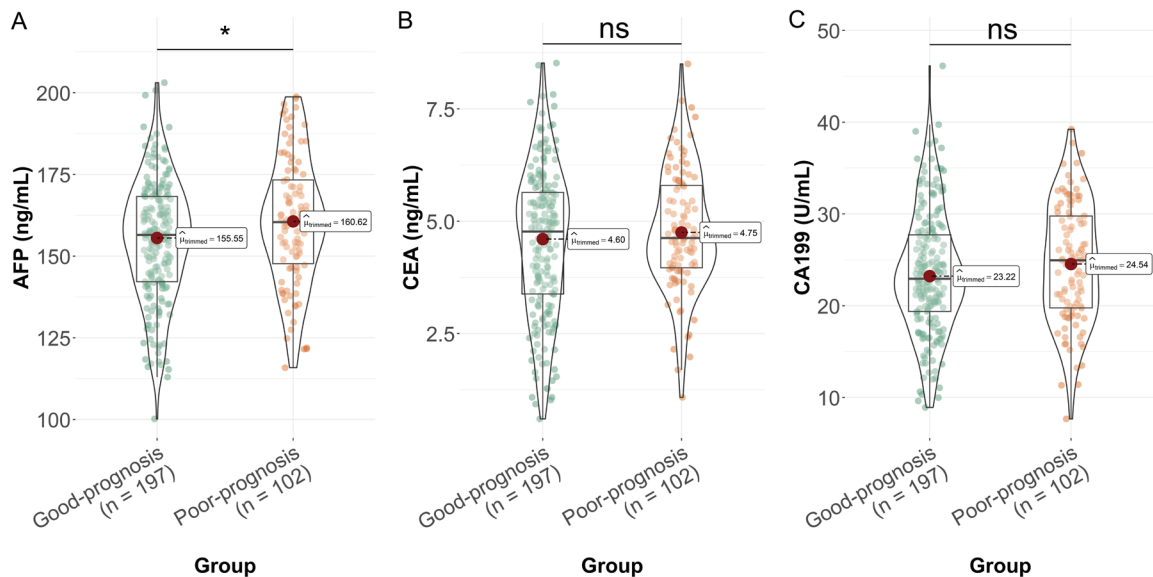 A
*
AFP (ng/mL)
200
175
150
125
100
μ̂trimmed = 155.55
μ̂trimmed = 160.62
Good-prognosis
(n = 197)
Poor-prognosis
(n = 102)
Group
B
ns
CEA (ng/mL)
7.5
5.0
2.5
μ̂trimmed = 4.60
μ̂trimmed = 4.75
Good-prognosis
(n = 197)
Poor-prognosis
(n = 102)
Group
C
ns
CA199 (U/mL)
50
40
30
20
10
μ̂trimmed = 23.22
μ̂trimmed = 24.54
Good-prognosis
(n = 197)
Poor-prognosis
(n = 102)
Group